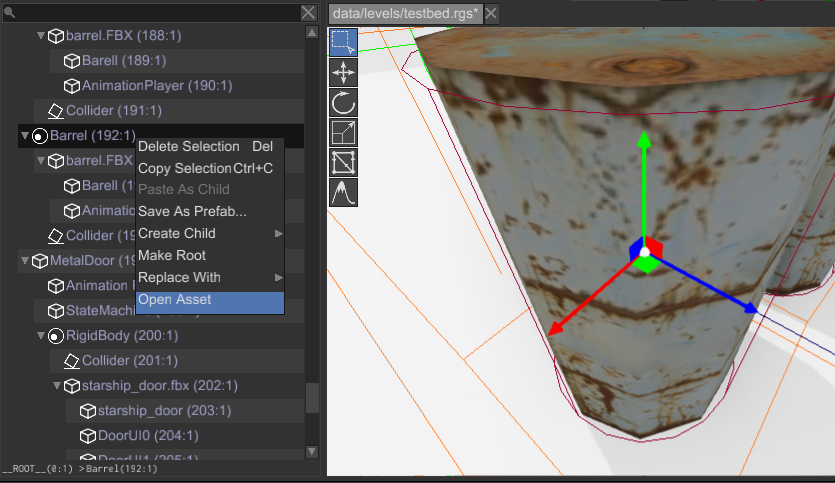 data/levels/testbed.rgs*
barrel.FBX (188:1)
Barell (189:1)
AnimationPlayer (190:1)
Collider (191:1)
Barrel (192:1)
barrel.FBX
Barell (1
Animatio
Collider (19
MetalDoor (19
Animation
StateMachi
RigidBody (200:1)
Collider (201:1)
starship_door.fbx (202:1)
starship_door (203:1)
DoorUI0 (204:1)
DoorUI1 (205:1)
Delete Selection Del
Copy Selection Ctrl+C
Paste As Child
Save As Prefab...
Create Child
Make Root
Replace With
Open Asset
__ROOT__(0:1) >Barrel(192:1)